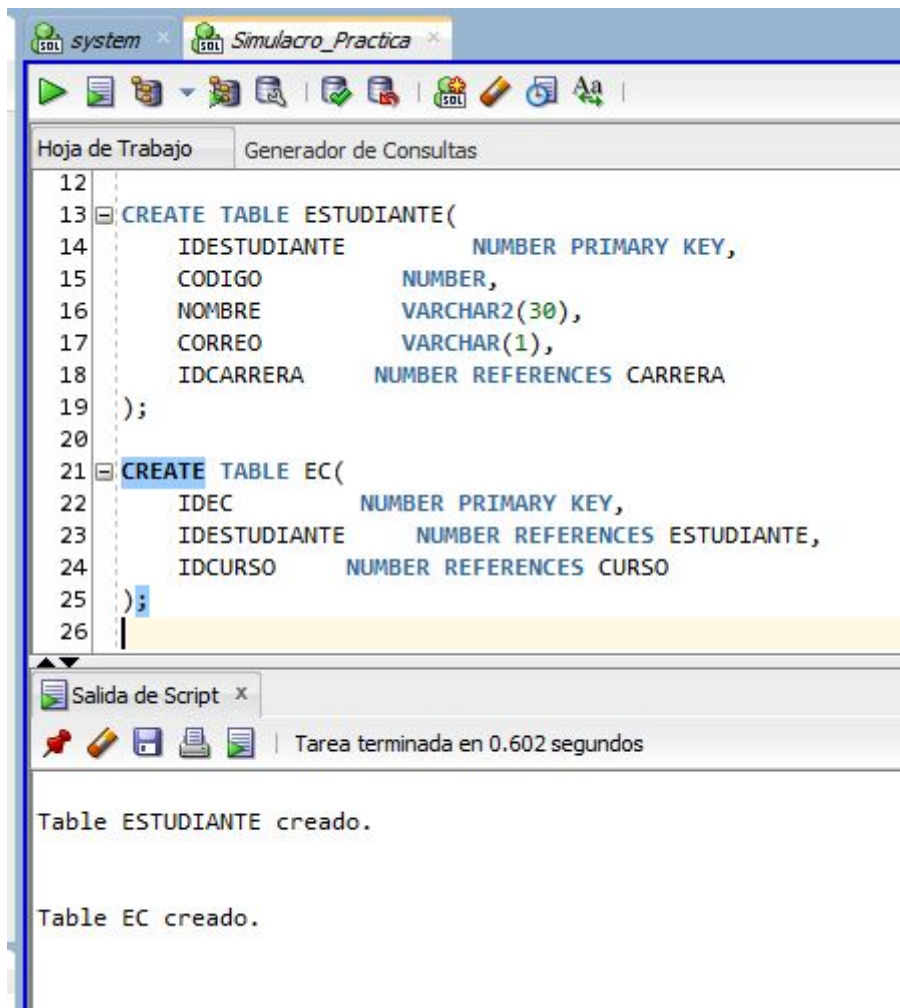 system
Simulacro_Practica
SQL
Hoja de Trabajo Generador de Consultas
12
13 CREATE TABLE ESTUDIANTE(
14 IDESTUDIANTE NUMBER PRIMARY KEY,
15 CODIGO NUMBER,
16 NOMBRE VARCHAR2(30),
17 CORREO VARCHAR(1),
18 IDCARRERA NUMBER REFERENCES CARRERA
19 );
20
21 CREATE TABLE EC(
22 IDEC NUMBER PRIMARY KEY,
23 IDESTUDIANTE NUMBER REFERENCES ESTUDIANTE,
24 IDCURSO NUMBER REFERENCES CURSO
25 );
26
Salida de Script x
Tarea terminada en 0.602 segundos
Table ESTUDIANTE creado.
Table EC creado.